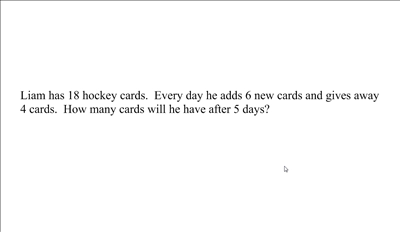 Liam has 18 hockey cards.  Every day he adds 6 new cards and gives away
4 cards.  How many cards will he have after 5 days?